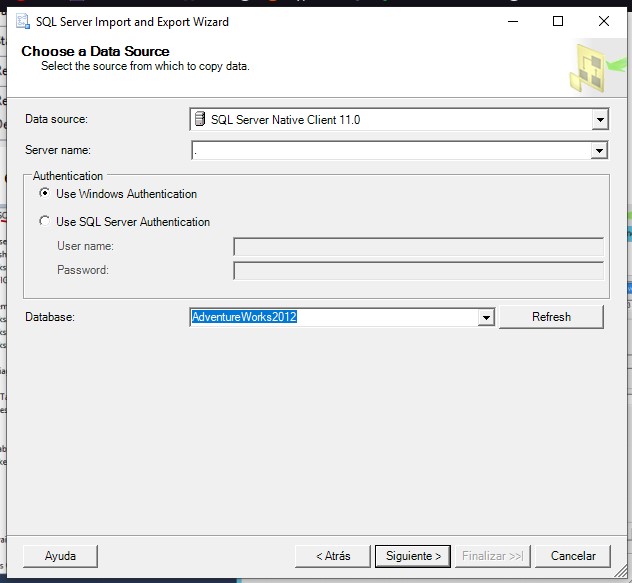 SQL Server Import and Export Wizard
Choose a Data Source
Select the source from which to copy data.
Data source:
SQL Server Native Client 11.0
Server name:
.
Authentication
Use Windows Authentication
Use SQL Server Authentication
User name:
Password:
Database:
AdventureWorks2012
Refresh
Ayuda
< Atrás
Siguiente >
Finalizar >>|
Cancelar